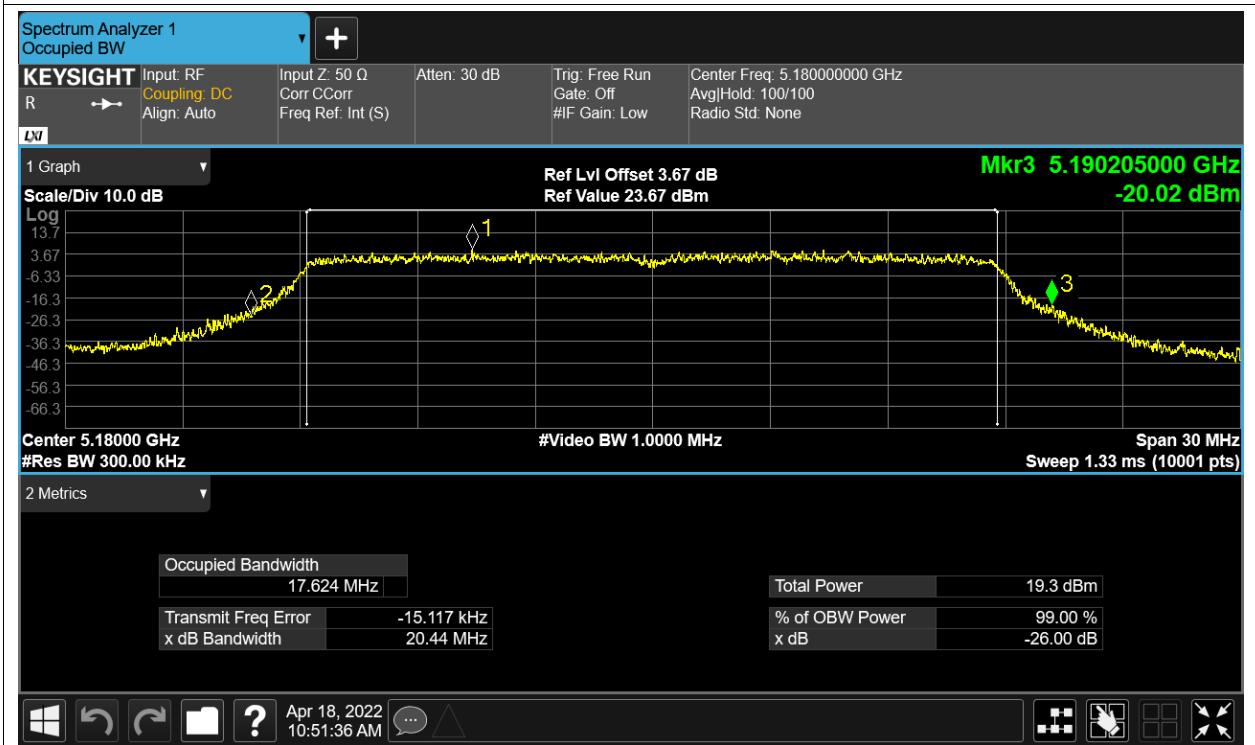 Spectrum Analyzer 1
Occupied BW
KEYSIGHT
R
LXI
Input: RF
Coupling: DC
Align: Auto
Input Z: 50 Ω
Corr CCorr
Freq Ref: Int (S)
Atten: 30 dB
Trig: Free Run
Gate: Off
#IF Gain: Low
Center Freq: 5.180000000 GHz
Avg|Hold: 100/100
Radio Std: None
1 Graph
Scale/Div 10.0 dB
Ref Lvl Offset 3.67 dB
Ref Value 23.67 dBm
Mkr3 5.190205000 GHz
-20.02 dBm
Log
13.7
3.67
-6.33
-16.3
-26.3
-36.3
-46.3
-56.3
-66.3
1
2
3
Center 5.18000 GHz
#Res BW 300.00 kHz
#Video BW 1.0000 MHz
Span 30 MHz
Sweep 1.33 ms (10001 pts)
2 Metrics
Occupied Bandwidth
17.624 MHz
Transmit Freq Error -15.117 kHz
x dB Bandwidth 20.44 MHz
Total Power 19.3 dBm
% of OBW Power 99.00 %
x dB -26.00 dB
?
Apr 18, 2022
10:51:36 AM